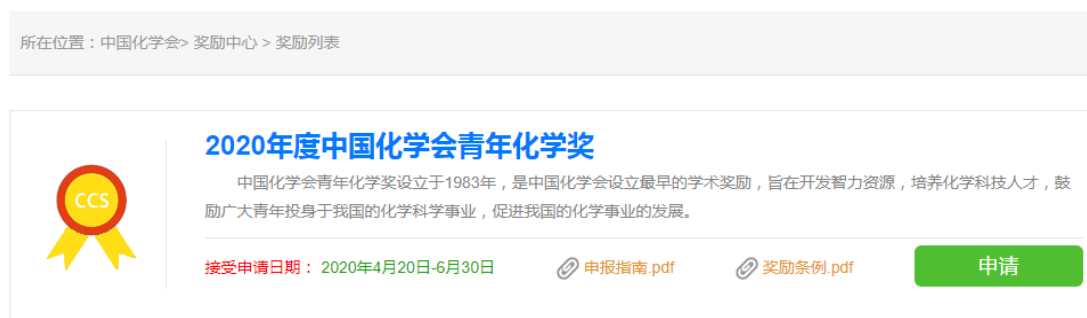 所在位置：中国化学会> 奖励中心 > 奖励列表
2020年度中国化学会青年化学奖
中国化学会青年化学奖设立于1983年，是中国化学会设立最早的学术奖励，旨在开发智力资源，培养化学科技人才，鼓
励广大青年投身于我国的化学科学事业，促进我国的化学事业的发展。
CCS
接受申请日期： 2020年4月20日-6月30日 申报指南.pdf 奖励条例.pdf 申请